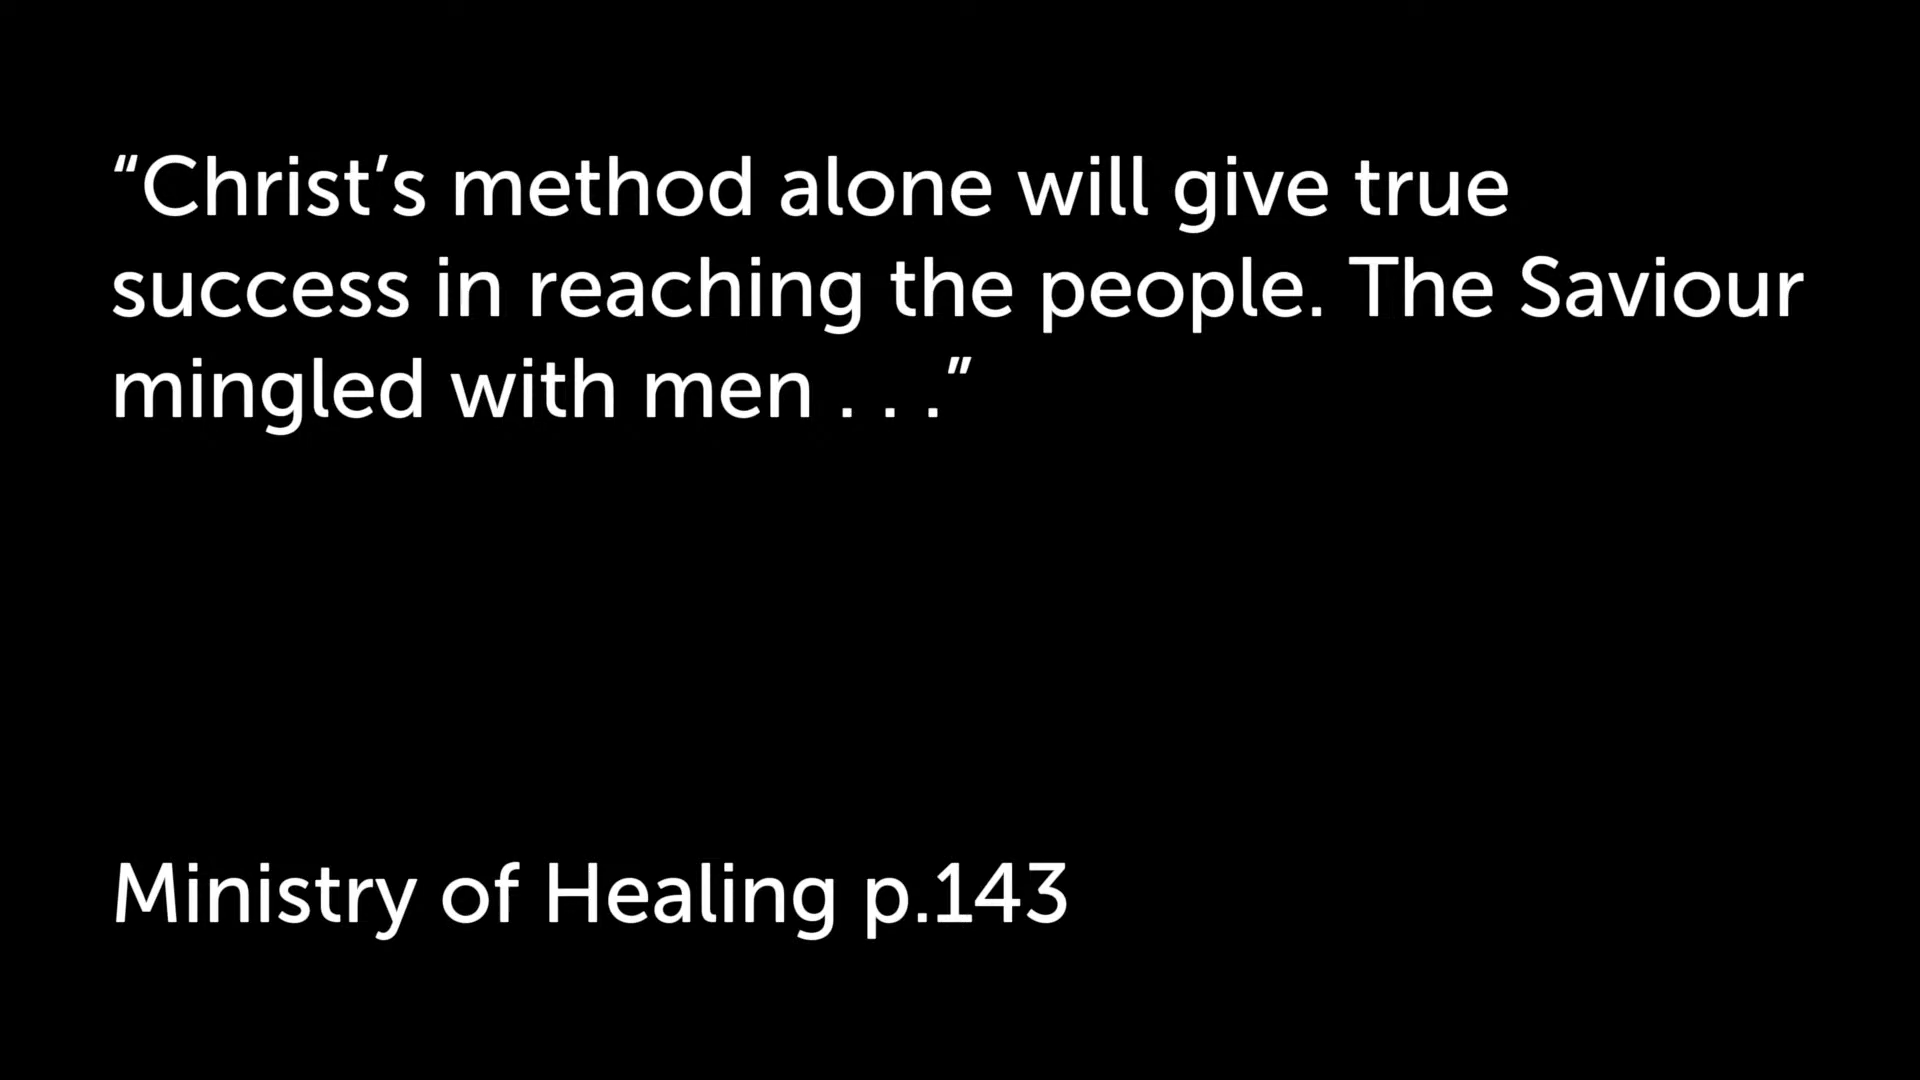 “Christ’s method alone will give true
success in reaching the people. The Saviour
mingled with men . . .”
Ministry of Healing p.143